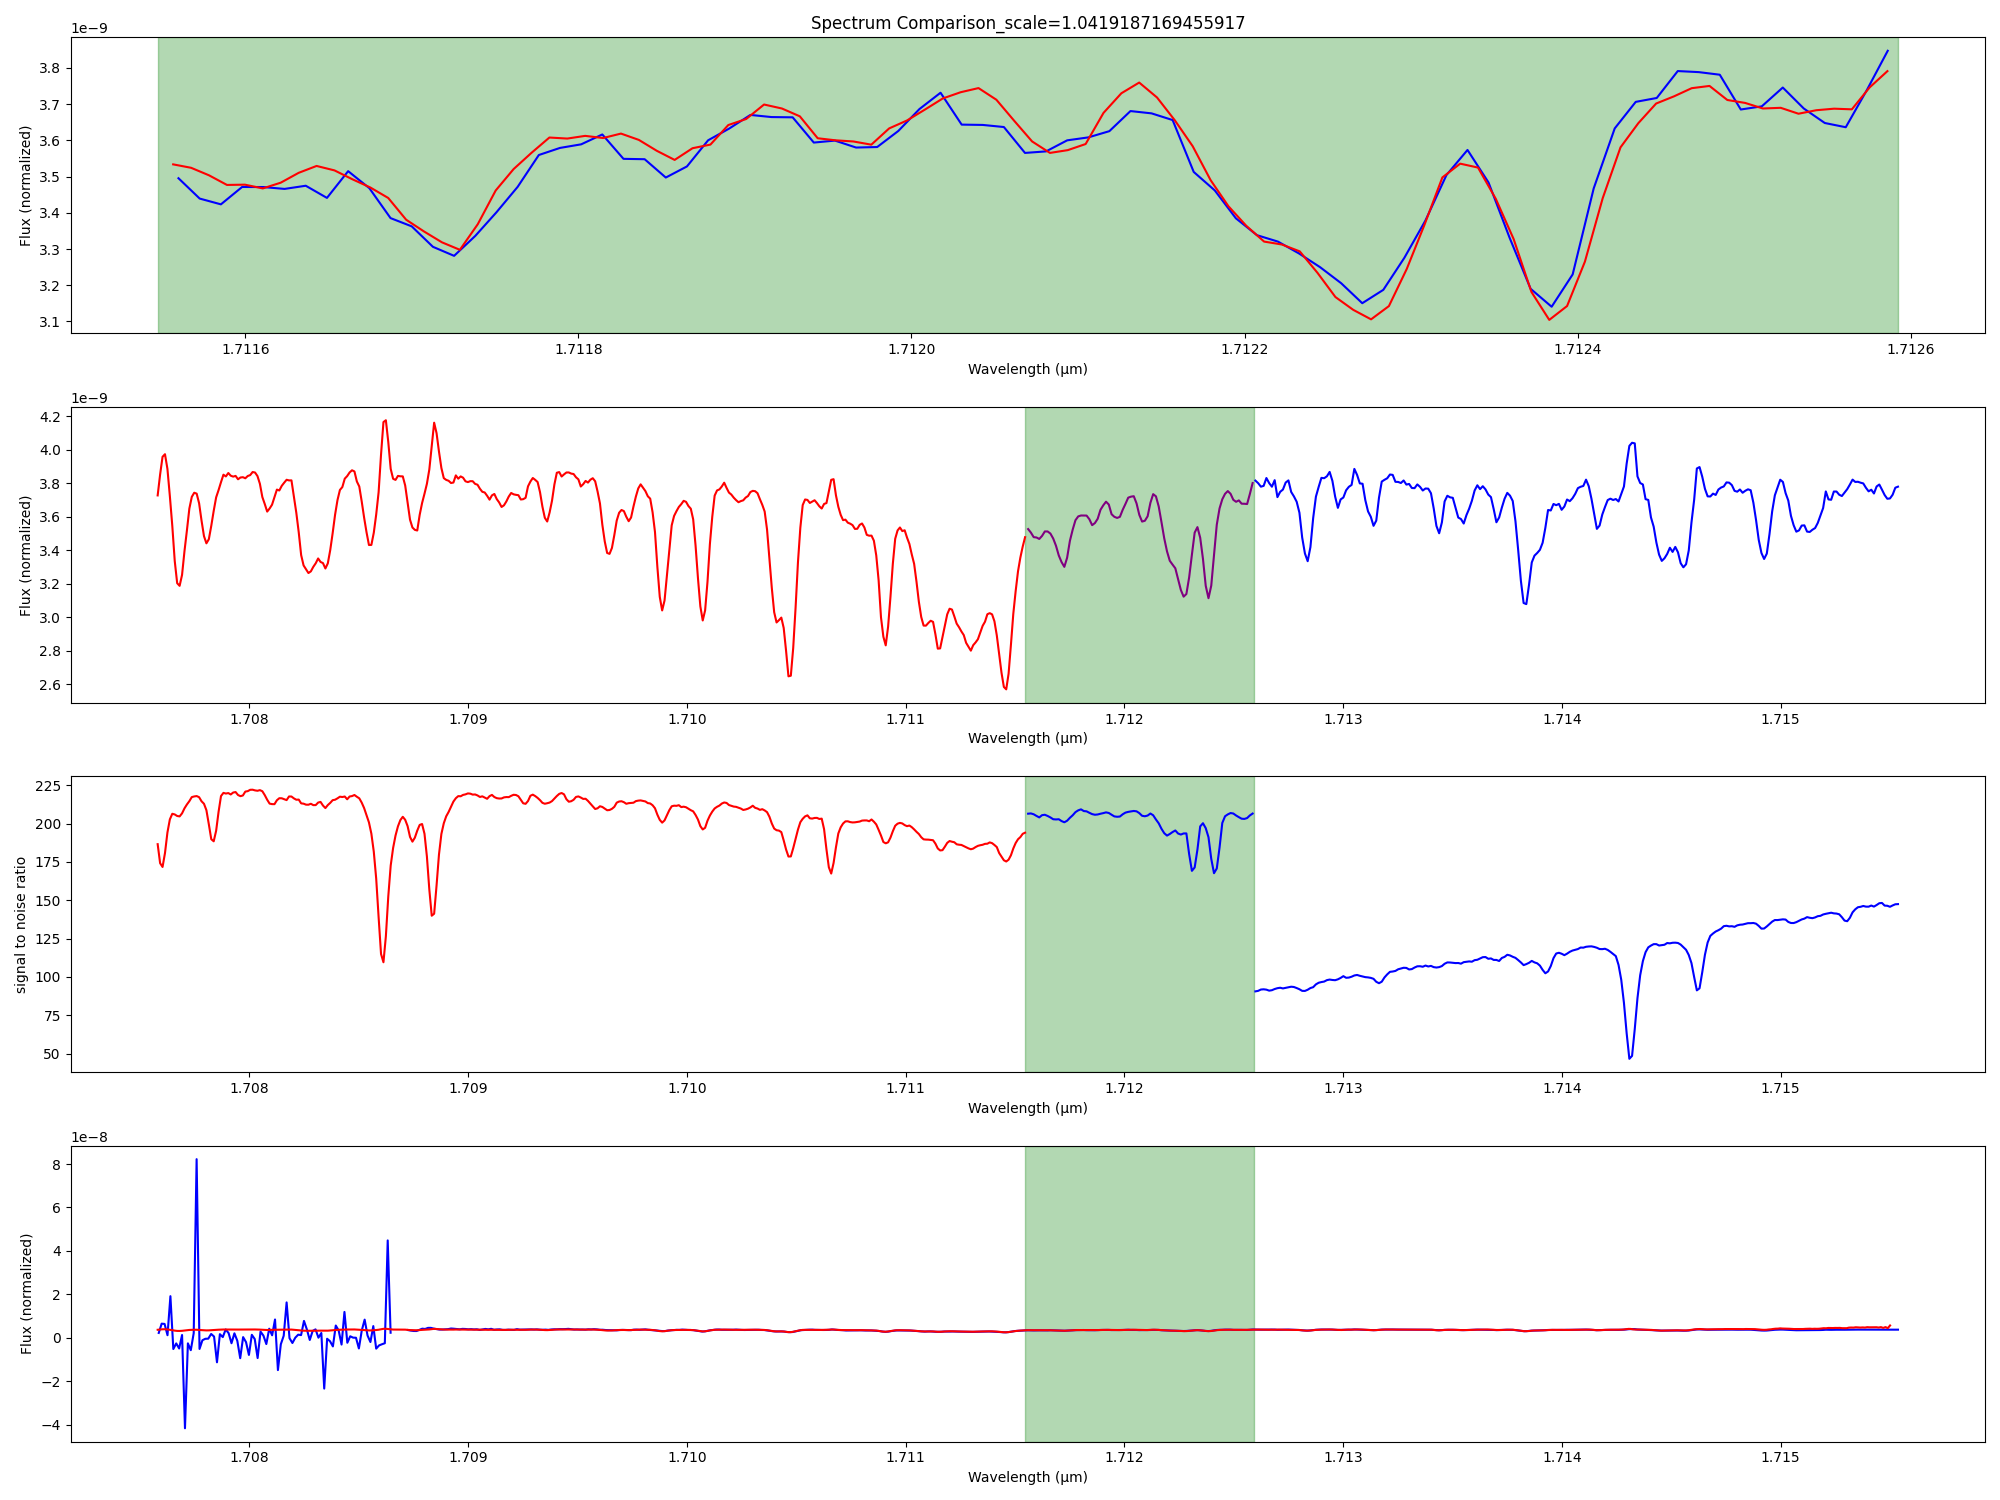 Spectrum Comparison_scale=1.0419187169455917
1e−9
3.8
3.7
3.6
3.5
3.4
3.3
3.2
3.1
Flux (normalized)
1.7116 1.7118 1.7120 1.7122 1.7124 1.7126
Wavelength (μm)
1e−9
4.2
4.0
3.8
3.6
3.4
3.2
3.0
2.8
2.6
Flux (normalized)
1.708 1.709 1.710 1.711 1.712 1.713 1.714 1.715
Wavelength (μm)
225
200
175
150
125
100
75
50
signal to noise ratio
1.708 1.709 1.710 1.711 1.712 1.713 1.714 1.715
Wavelength (μm)
1e−8
8
6
4
2
0
−2
−4
Flux (normalized)
1.708 1.709 1.710 1.711 1.712 1.713 1.714 1.715
Wavelength (μm)